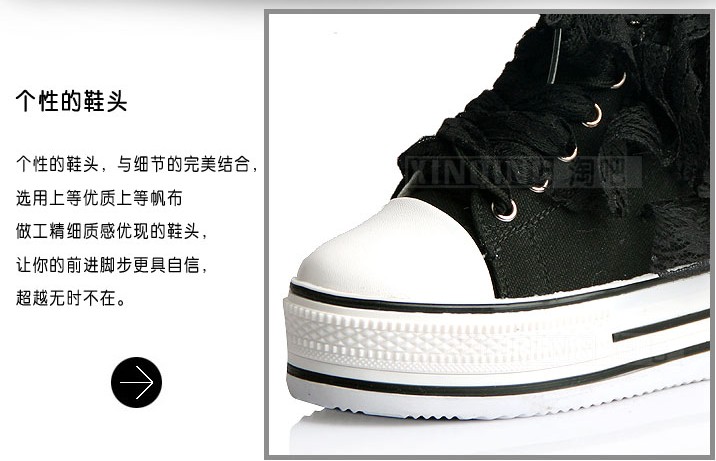 个性的鞋头
个性的鞋头，与细节的完美结合，
选用上等优质上等帆布
做工精细质感优现的鞋头，
让你的前进脚步更具自信，
超越无时不在。